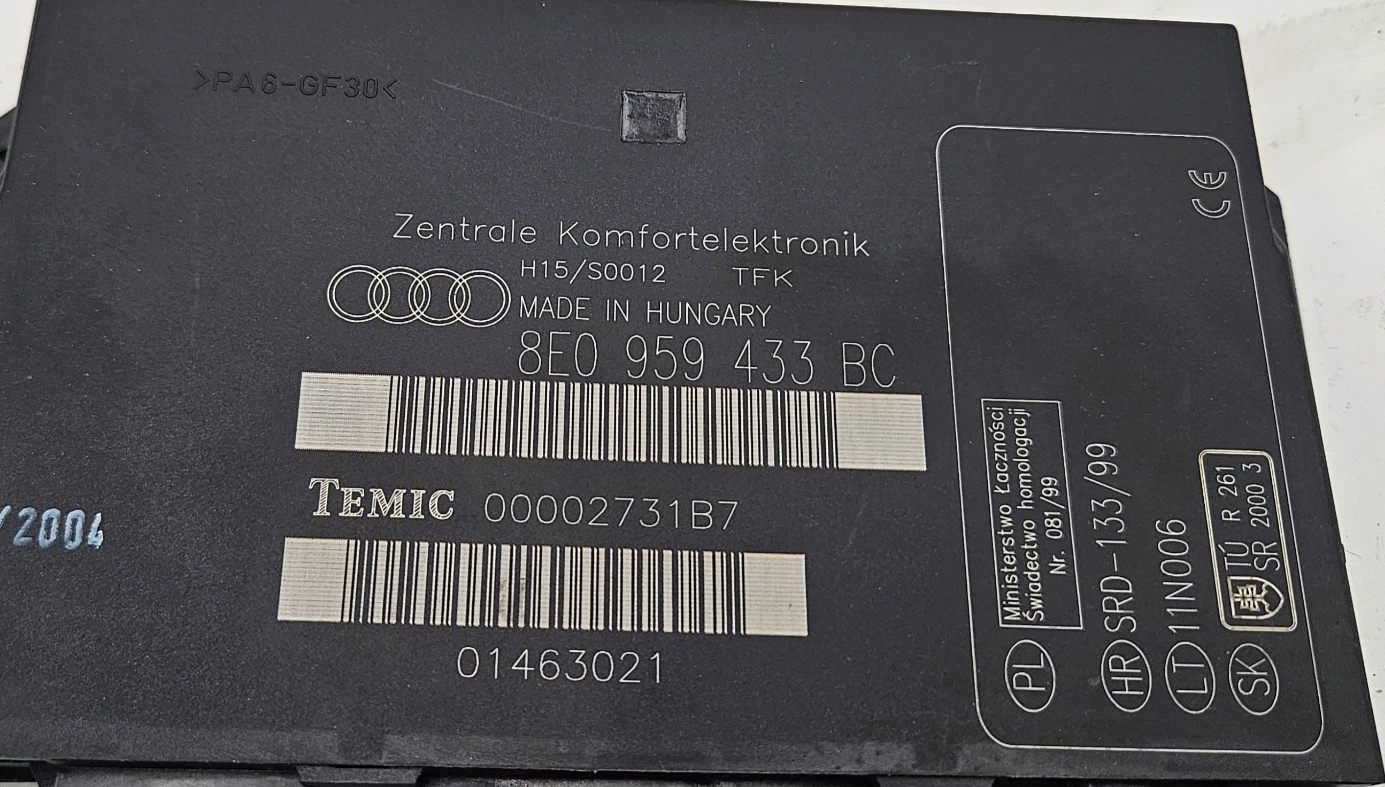 >PA6-GF30<
Zentrale Komfortelektronik
H15/S0012 TFK
MADE IN HUNGARY
8E0 959 433 BC
TEMIC 00002731B7
01463021
/2004
CE
PL Ministerstwo Łączności
Świadectwo homologacji
Nr. 081/99
HR SRD-133/99
LT 11N006
SK TÚ R 261
SR 2000 3